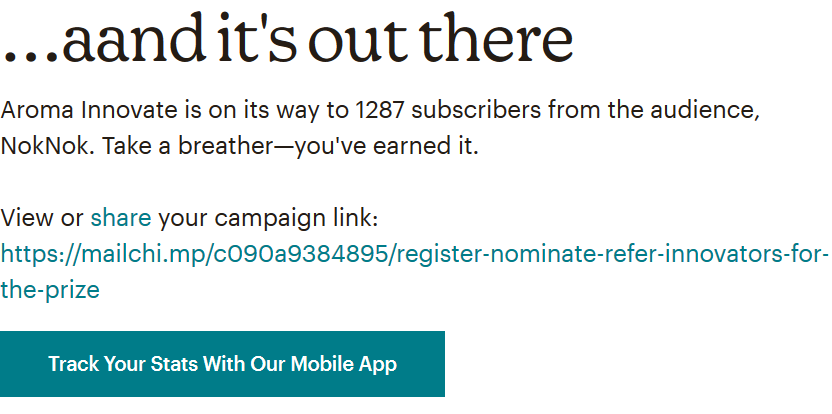 ...aand it's out there
Aroma Innovate is on its way to 1287 subscribers from the audience,
NokNok. Take a breather—you've earned it.
View or share your campaign link:
https://mailchi.mp/c090a9384895/register-nominate-refer-innovators-for-
the-prize
Track Your Stats With Our Mobile App